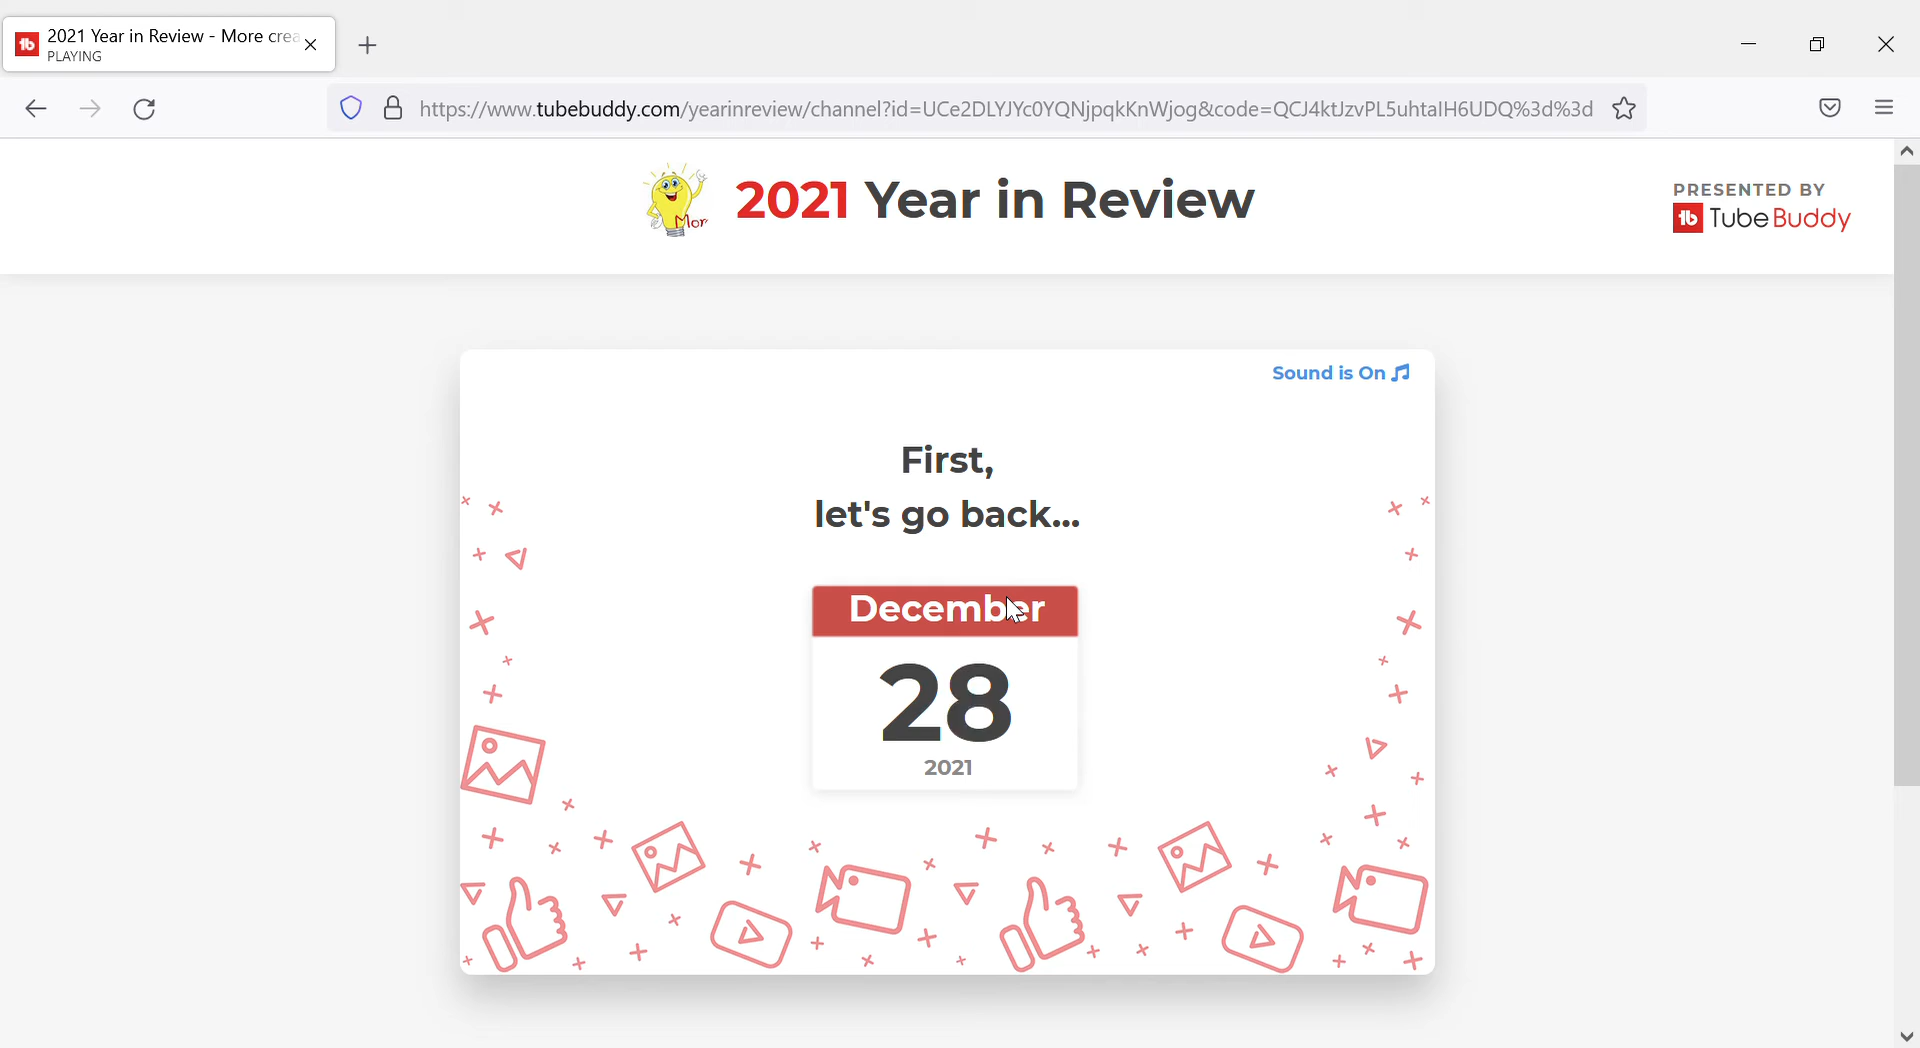 2021 Year in Review - More crea
PLAYING
https://www.tubebuddy.com/yearinreview/channel?id=UCe2DLYJYc0YQNjpqkKnWjog&code=QCJ4ktJzvPL5uhtalH6UDQ%3d%3d
Mor
2021 Year in Review
PRESENTED BY
tb TubeBuddy
Sound is On
First,
let's go back...
December
28
2021